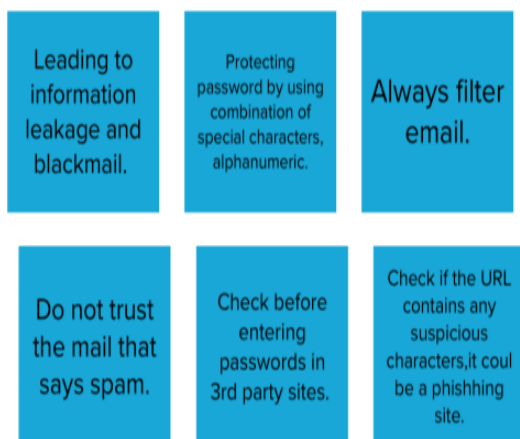 Leading to
information
leakage and
blackmail.
Protecting
password by using
combination of
special characters,
alphanumeric.
Always filter
email.
Do not trust
the mail that
says spam.
Check before
entering
passwords in
3rd party sites.
Check if the URL
contains any
suspicious
characters,it coul
be a phishhing
site.